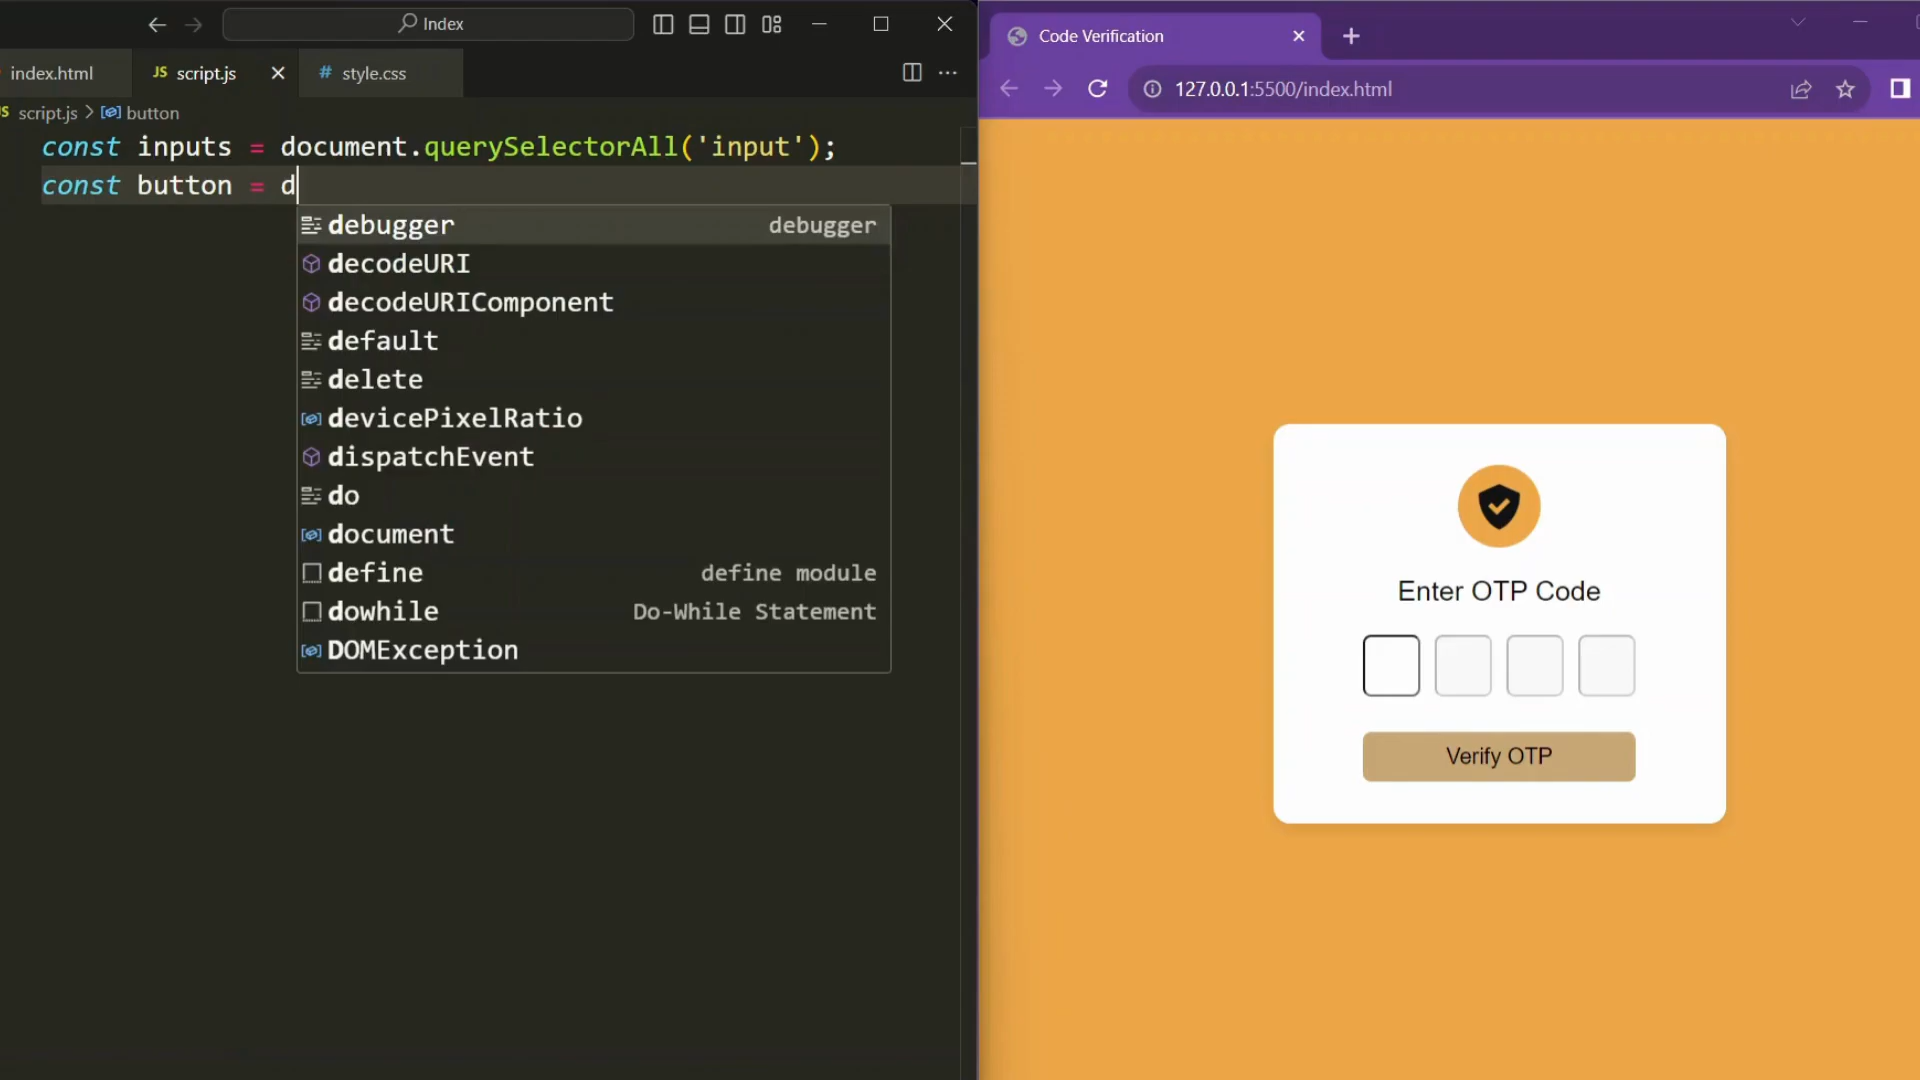 Index
index.html
JS script.js
# style.css
script.js > button
const inputs = document.querySelectorAll('input');
const button = d
debugger debugger
decodeURI
decodeURIComponent
default
delete
devicePixelRatio
dispatchEvent
do
document
define define module
dowhile Do-While Statement
DOMException
Code Verification
127.0.0.1:5500/index.html
Enter OTP Code
Verify OTP